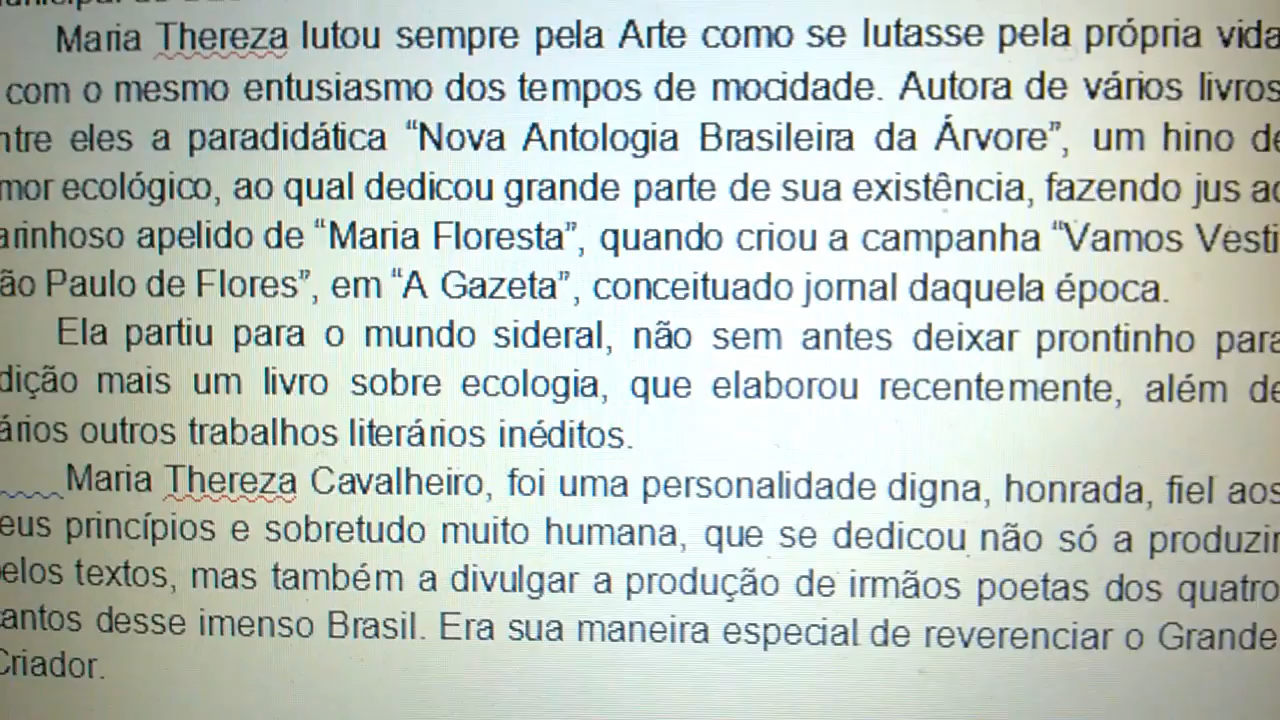 Maria Thereza lutou sempre pela Arte como se lutasse pela própria vida
com o mesmo entusiasmo dos tempos de mocidade. Autora de vários livros
ntre eles a paradidática “Nova Antologia Brasileira da Árvore”, um hino de
mor ecológico, ao qual dedicou grande parte de sua existência, fazendo jus ao
arinhoso apelido de “Maria Floresta”, quando criou a campanha “Vamos Vesti
ão Paulo de Flores”, em “A Gazeta”, conceituado jornal daquela época.
Ela partiu para o mundo sideral, não sem antes deixar prontinho para
dição mais um livro sobre ecologia, que elaborou recentemente, além de
ários outros trabalhos literários inéditos.
Maria Thereza Cavalheiro, foi uma personalidade digna, honrada, fiel aos
eus princípios e sobretudo muito humana, que se dedicou não só a produzir
elos textos, mas também a divulgar a produção de irmãos poetas dos quatro
antos desse imenso Brasil. Era sua maneira especial de reverenciar o Grande
Criador.